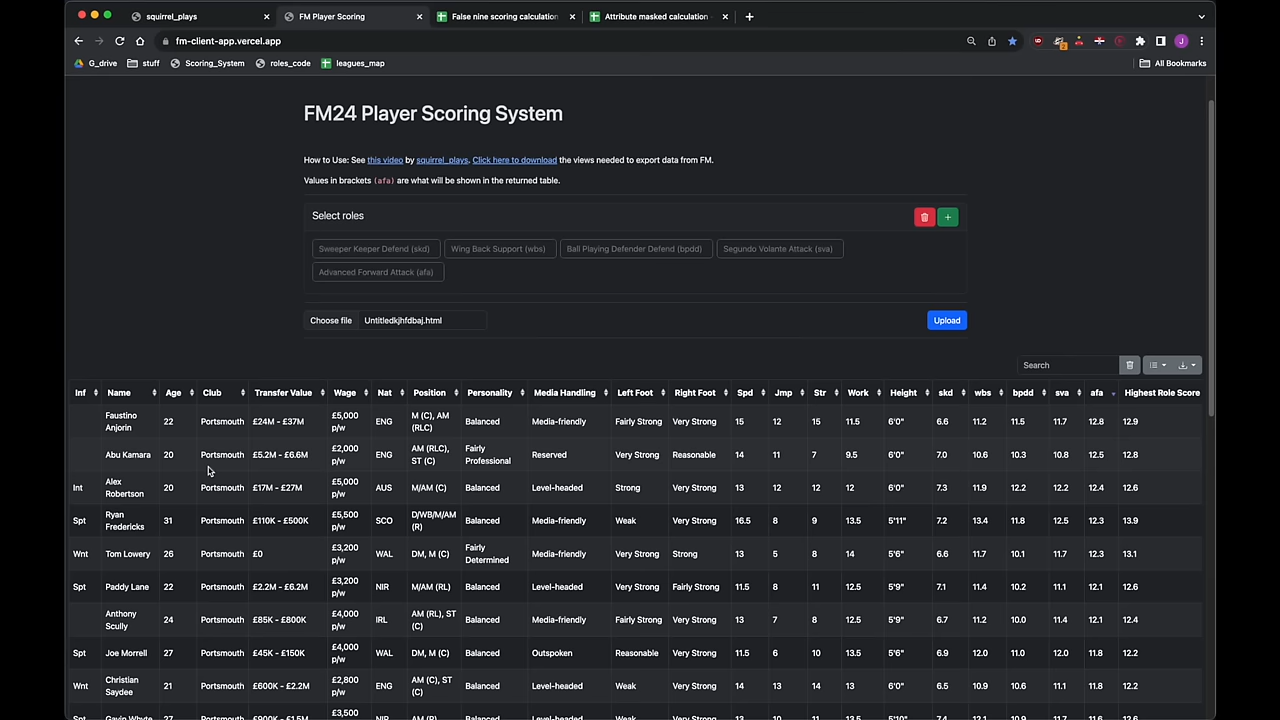 squirrel_plays
FM Player Scoring
False nine scoring calculation
Attribute masked calculation
fm-client-app.vercel.app
G_drive stuff Scoring_System roles_code leagues_map All Bookmarks
FM24 Player Scoring System
How to Use: See this video by squirrel_plays. Click here to download the views needed to export data from FM.
Values in brackets (afa) are what will be shown in the returned table.
Select roles
Sweeper Keeper Defend (skd) Wing Back Support (wbs) Ball Playing Defender Defend (bpdd) Segundo Volante Attack (sva)
Advanced Forward Attack (afa)
Choose file Untitledkjhfdbaj.html Upload
Search
Inf Name Age Club Transfer Value Wage Nat Position Personality Media Handling Left Foot Right Foot Spd Jmp Str Work Height skd wbs bpdd sva afa Highest Role Score
Faustino Anjorin 22 Portsmouth £24M - £37M £5,000 p/w ENG M (C), AM (RLC) Balanced Media-friendly Fairly Strong Very Strong 15 12 15 11.5 6'0" 6.6 11.2 11.5 11.7 12.8 12.9
Abu Kamara 20 Portsmouth £5.2M - £6.6M £2,000 p/w ENG AM (RLC), ST (C) Fairly Professional Reserved Very Strong Reasonable 14 11 7 9.5 6'0" 7.0 10.6 10.3 10.8 12.5 12.8
Int Alex Robertson 20 Portsmouth £17M - £27M £5,000 p/w AUS M/AM (C) Balanced Level-headed Strong Very Strong 13 12 12 12 6'0" 7.3 11.9 12.2 12.2 12.4 12.6
Spt Ryan Fredericks 31 Portsmouth £110K - £500K £5,500 p/w SCO D/WB/M/AM (R) Balanced Media-friendly Weak Very Strong 16.5 8 9 13.5 5'11" 7.2 13.4 11.8 12.5 12.3 13.9
Wnt Tom Lowery 26 Portsmouth £0 £3,200 p/w WAL DM, M (C) Fairly Determined Media-friendly Very Strong Strong 13 5 8 14 5'6" 6.6 11.7 10.1 11.7 12.3 13.1
Spt Paddy Lane 22 Portsmouth £2.2M - £6.2M £3,200 p/w NIR M/AM (RL) Balanced Level-headed Very Strong Fairly Strong 11.5 8 11 12.5 5'9" 7.1 11.4 10.2 11.1 12.1 12.6
Anthony Scully 24 Portsmouth £85K - £800K £4,000 p/w IRL AM (RL), ST (C) Balanced Media-friendly Fairly Strong Very Strong 13 7 8 12.5 5'9" 6.7 11.2 10.0 11.4 12.1 12.4
Spt Joe Morrell 27 Portsmouth £45K - £150K £4,000 p/w WAL DM, M (C) Balanced Outspoken Reasonable Very Strong 11.5 6 10 13.5 5'6" 6.9 12.0 11.0 12.0 11.8 12.2
Wnt Christian Saydee 21 Portsmouth £600K - £2.2M £2,800 p/w ENG AM (C), ST (C) Balanced Level-headed Weak Very Strong 14 13 14 13 6'0" 6.5 10.9 10.6 11.1 11.8 12.2
£3,500